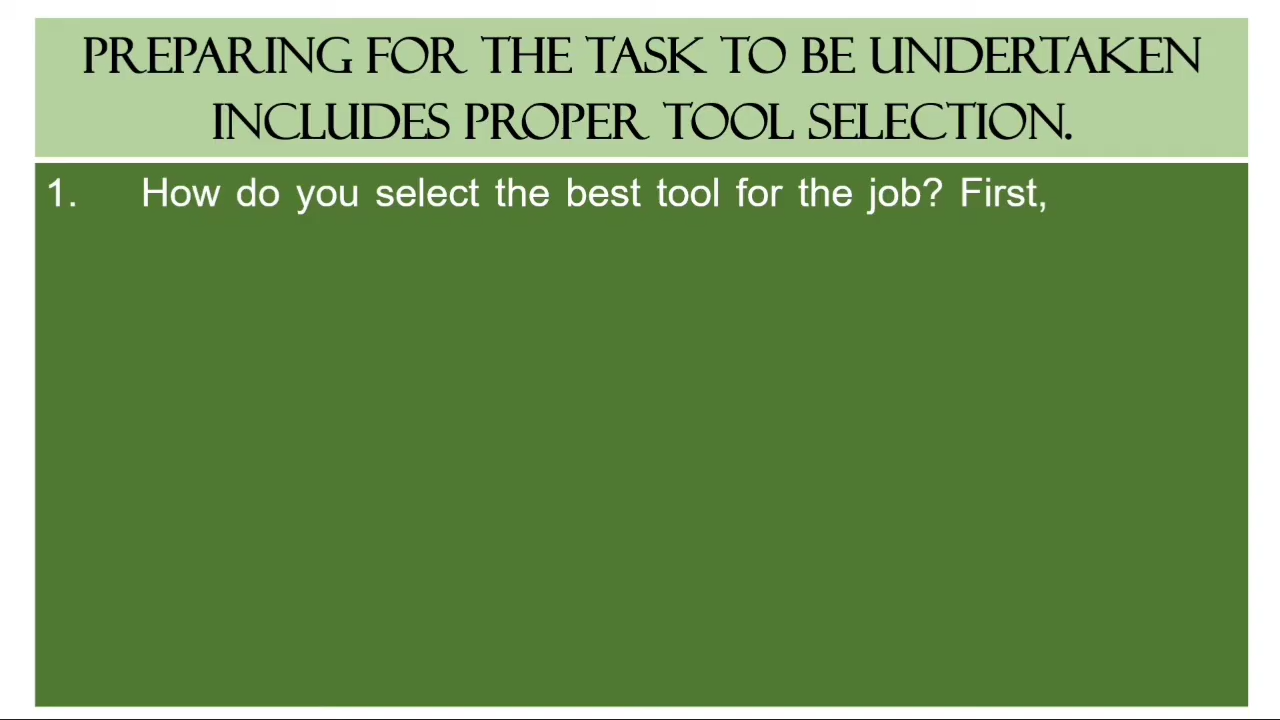 PREPARING FOR THE TASK TO BE UNDERTAKEN
INCLUDES PROPER TOOL SELECTION.
1. How do you select the best tool for the job? First,